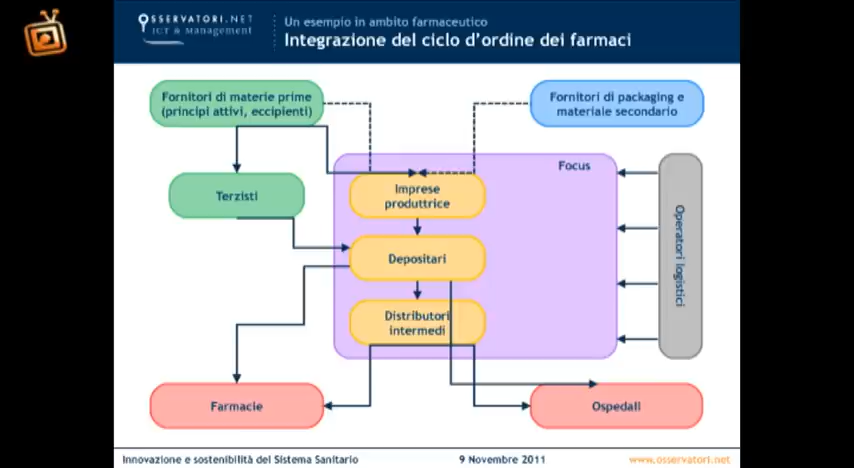 OSSERVATORI.NET
ICT & Management
Un esempio in ambito farmaceutico
Integrazione del ciclo d'ordine dei farmaci
Fornitori di materie prime
(principi attivi, eccipienti)
Fornitori di packaging e
materiale secondario
Focus
Terzisti
Imprese
produttrice
Operatori logistici
Depositari
Distributori
intermedi
Farmacie
Ospedali
Innovazione e sostenibilità del Sistema Sanitario
9 Novembre 2011
www.osservatori.net